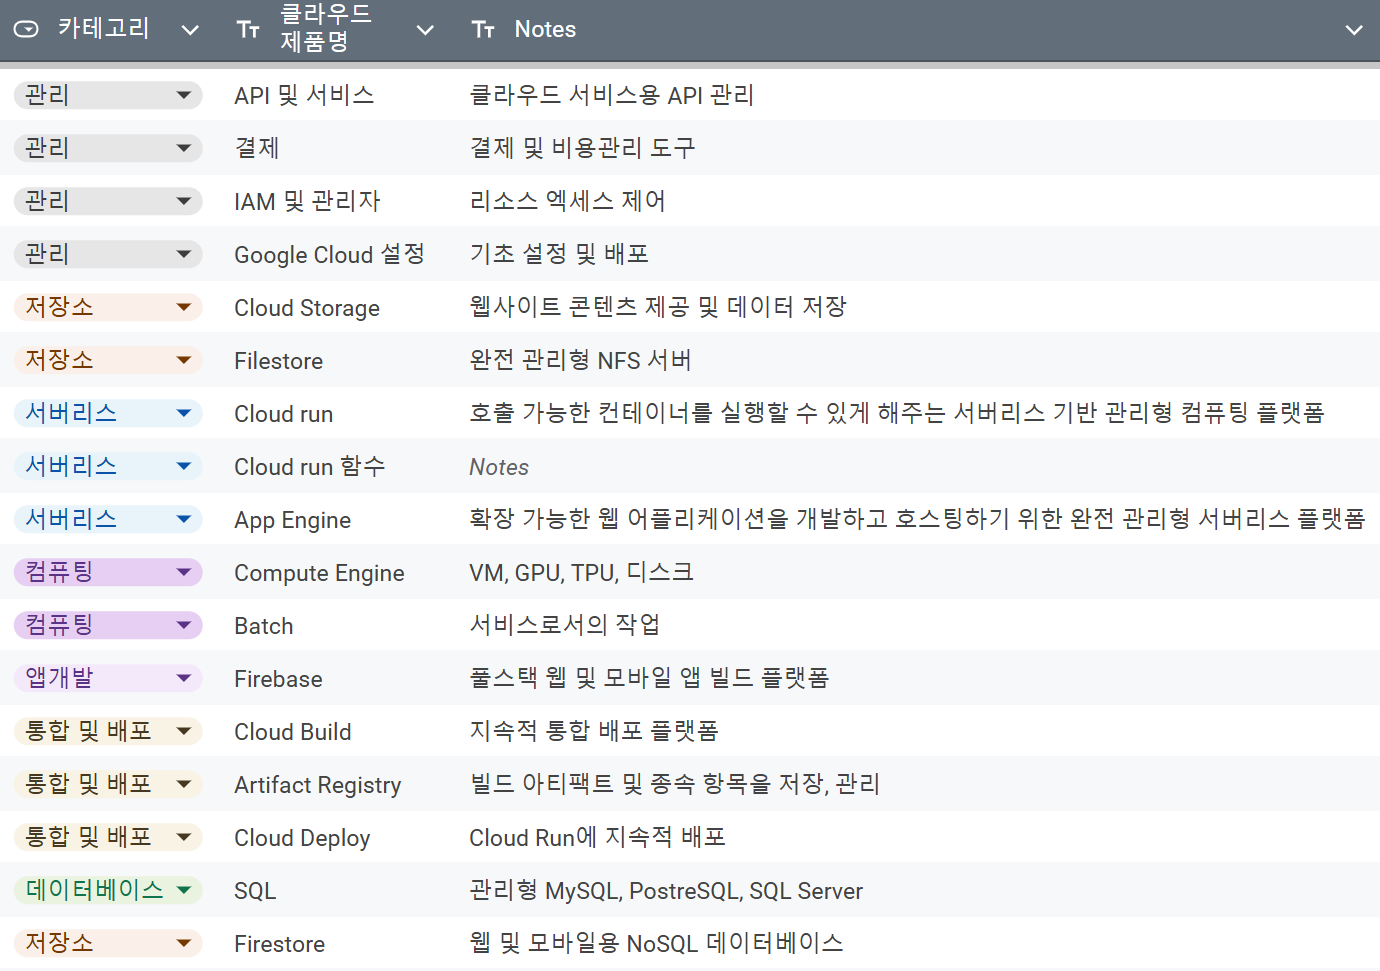 카테고리 클라우드 제품명 Notes
관리 API 및 서비스 클라우드 서비스용 API 관리
관리 결제 결제 및 비용관리 도구
관리 IAM 및 관리자 리소스 엑세스 제어
관리 Google Cloud 설정 기초 설정 및 배포
저장소 Cloud Storage 웹사이트 콘텐츠 제공 및 데이터 저장
저장소 Filestore 완전 관리형 NFS 서버
서버리스 Cloud run 호출 가능한 컨테이너를 실행할 수 있게 해주는 서버리스 기반 관리형 컴퓨팅 플랫폼
서버리스 Cloud run 함수 Notes
서버리스 App Engine 확장 가능한 웹 어플리케이션을 개발하고 호스팅하기 위한 완전 관리형 서버리스 플랫폼
컴퓨팅 Compute Engine VM, GPU, TPU, 디스크
컴퓨팅 Batch 서비스로서의 작업
앱개발 Firebase 풀스택 웹 및 모바일 앱 빌드 플랫폼
통합 및 배포 Cloud Build 지속적 통합 배포 플랫폼
통합 및 배포 Artifact Registry 빌드 아티팩트 및 종속 항목을 저장, 관리
통합 및 배포 Cloud Deploy Cloud Run에 지속적 배포
데이터베이스 SQL 관리형 MySQL, PostreSQL, SQL Server
저장소 Firestore 웹 및 모바일용 NoSQL 데이터베이스